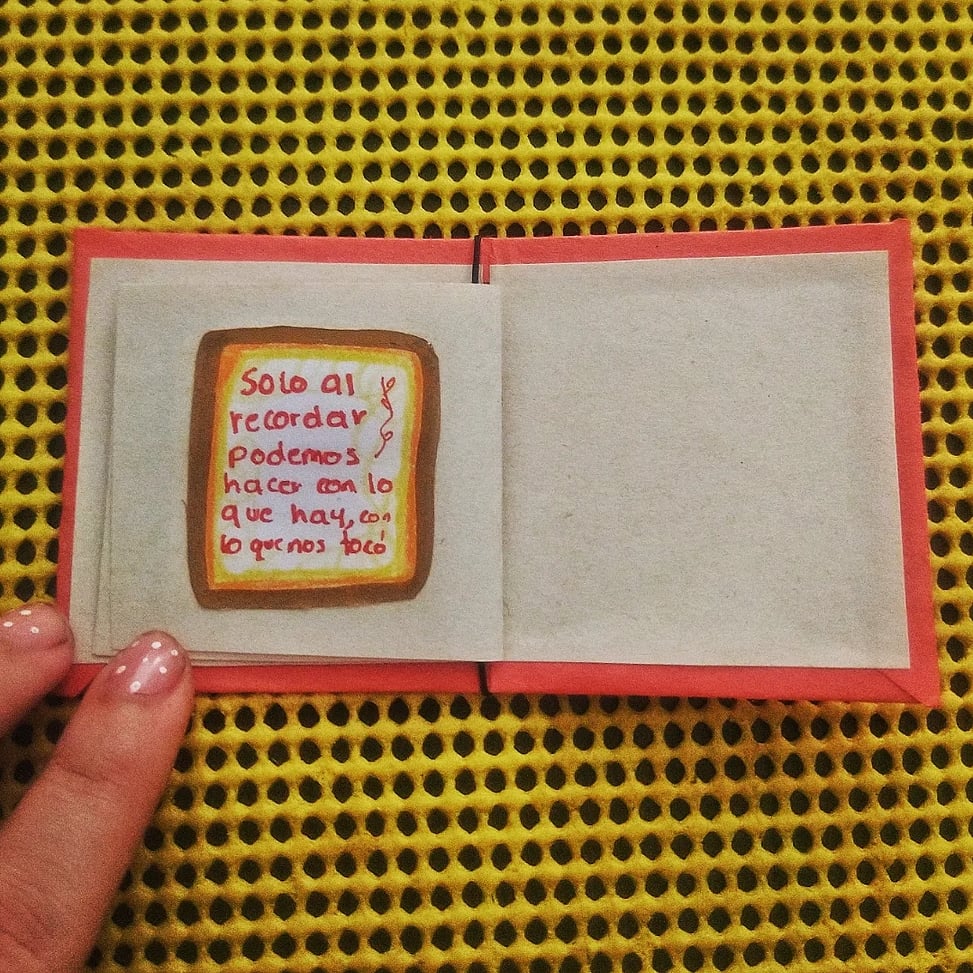 Solo al
recordar
podemos
hacer con lo
que hay, con
lo que nos tocó